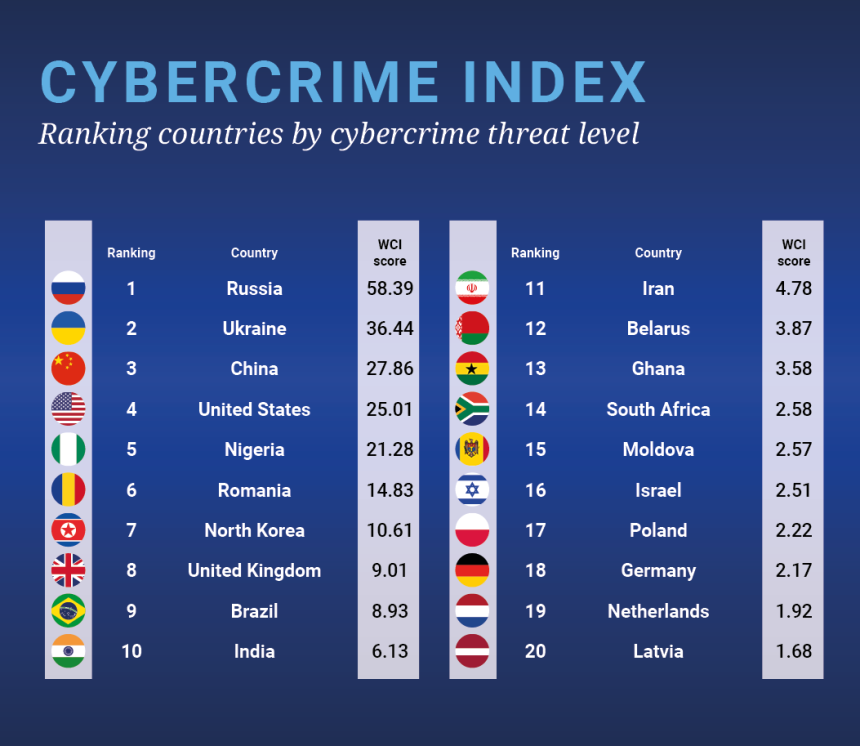 CYBERCRIME INDEX
Ranking countries by cybercrime threat level
Ranking Country WCI score
1 Russia 58.39
2 Ukraine 36.44
3 China 27.86
4 United States 25.01
5 Nigeria 21.28
6 Romania 14.83
7 North Korea 10.61
8 United Kingdom 9.01
9 Brazil 8.93
10 India 6.13
Ranking Country WCI score
11 Iran 4.78
12 Belarus 3.87
13 Ghana 3.58
14 South Africa 2.58
15 Moldova 2.57
16 Israel 2.51
17 Poland 2.22
18 Germany 2.17
19 Netherlands 1.92
20 Latvia 1.68